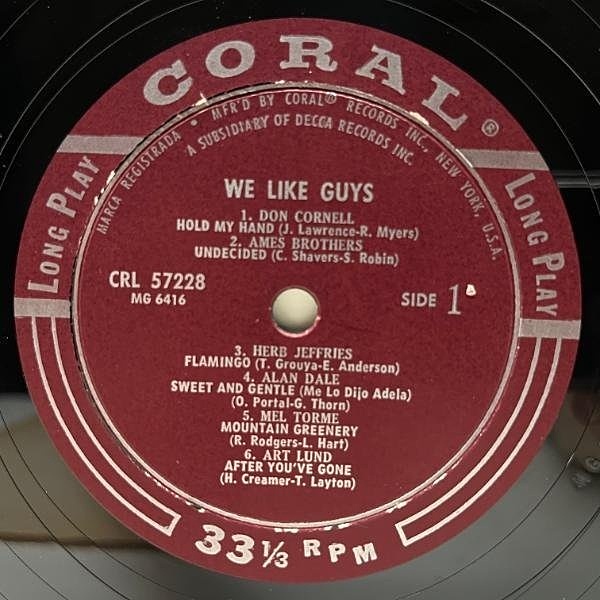 CORAL®
MARCA REGISTRADA • MFR'D BY CORAL® RECORDS INC., NEW YORK, U.S.A.
A SUBSIDIARY OF DECCA RECORDS INC.
LONG PLAY
LONG PLAY
WE LIKE GUYS
1. DON CORNELL
HOLD MY HAND (J. Lawrence-R. Myers)
2. AMES BROTHERS
UNDECIDED (C. Shavers-S. Robin)
CRL 57228
MG 6416
SIDE 1
3. HERB JEFFRIES
FLAMINGO (T. Grouya-E. Anderson)
4. ALAN DALE
SWEET AND GENTLE (Me Lo Dijo Adela)
(O. Portal-G. Thorn)
5. MEL TORME
MOUNTAIN GREENERY
(R. Rodgers-L. Hart)
6. ART LUND
AFTER YOU'VE GONE
(H. Creamer-T. Layton)
33 1/3 RPM